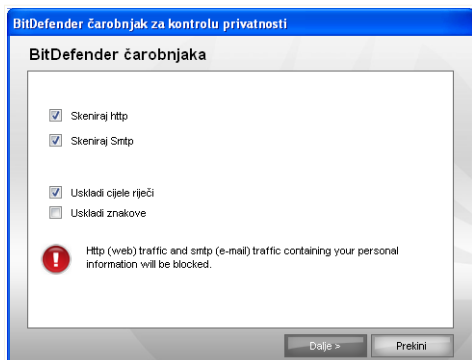 BitDefender čarobnjak za kontrolu privatnosti
BitDefender čarobnjaka
Skeniraj http
Skeniraj Smtp
Uskladi cijele riječi
Uskladi znakove
Http (web) traffic and smtp (e-mail) traffic containing your personal
information will be blocked.
Dalje >
Prekini